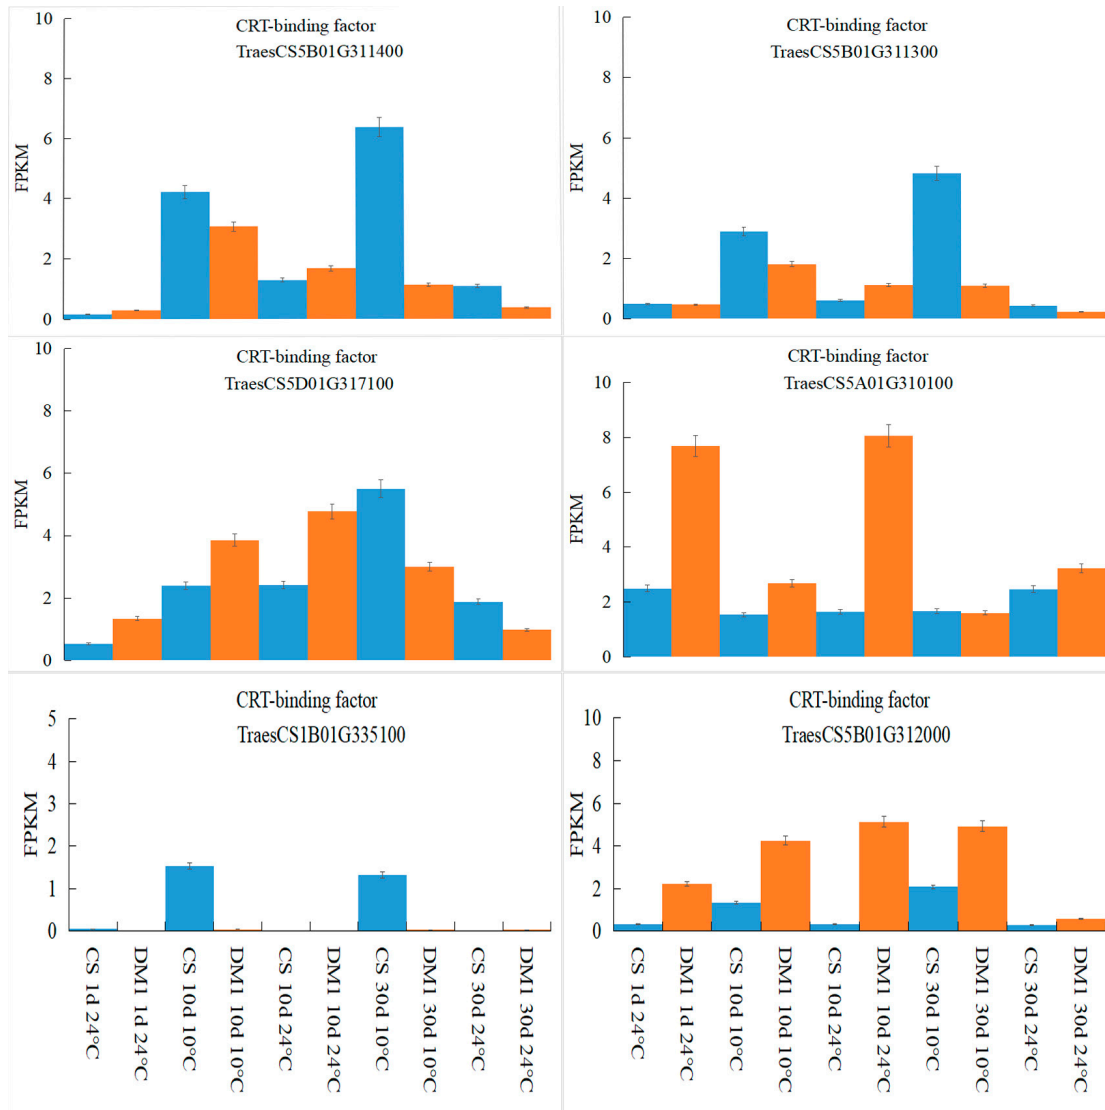 CRT-binding factor
TraesCS5B01G311400
10
8
6
4
2
0
FPKM
CRT-binding factor
TraesCS5B01G311300
10
8
6
4
2
0
FPKM
CRT-binding factor
TraesCS5D01G317100
10
8
6
4
2
0
FPKM
CRT-binding factor
TraesCS5A01G310100
10
8
6
4
2
0
FPKM
CRT-binding factor
TraesCS1B01G335100
5
4
3
2
1
0
FPKM
CS 1d 24°C
DM1 1d 24°C
CS 10d 10°C
DM1 10d 10°C
CS 10d 24°C
DM1 10d 24°C
CS 30d 10°C
DM1 30d 10°C
CS 30d 24°C
DM1 30d 24°C
CRT-binding factor
TraesCS5B01G312000
10
8
6
4
2
0
FPKM
CS 1d 24°C
DM1 1d 24°C
CS 10d 10°C
DM1 10d 10°C
CS 10d 24°C
DM1 10d 24°C
CS 30d 10°C
DM1 30d 10°C
CS 30d 24°C
DM1 30d 24°C